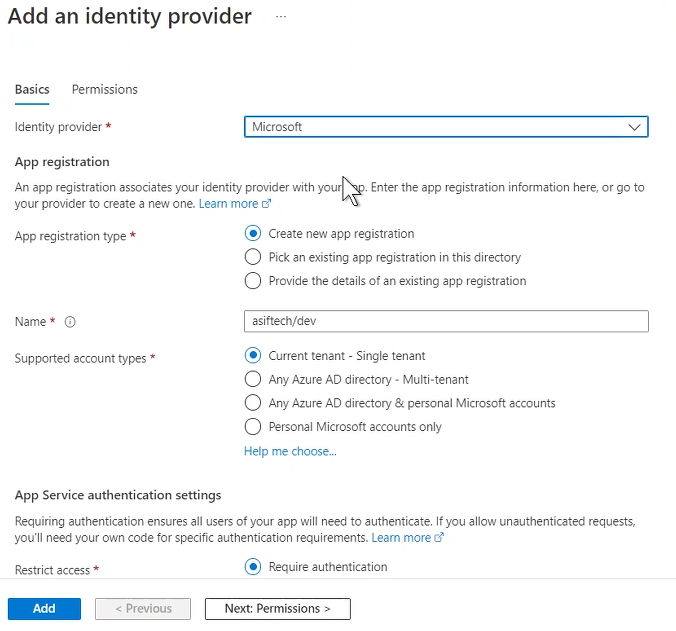 Add an identity provider ...
Basics Permissions
Identity provider * Microsoft
App registration
An app registration associates your identity provider with your Enter the app registration information here, or go to
your provider to create a new one. Learn more
App registration type * Create new app registration
Pick an existing app registration in this directory
Provide the details of an existing app registration
Name * asiftech/dev
Supported account types * Current tenant - Single tenant
Any Azure AD directory - Multi-tenant
Any Azure AD directory & personal Microsoft accounts
Personal Microsoft accounts only
Help me choose...
App Service authentication settings
Requiring authentication ensures all users of your app will need to authenticate. If you allow unauthenticated requests,
you'll need your own code for specific authentication requirements. Learn more
Restrict access * Require authentication
Add < Previous Next: Permissions >